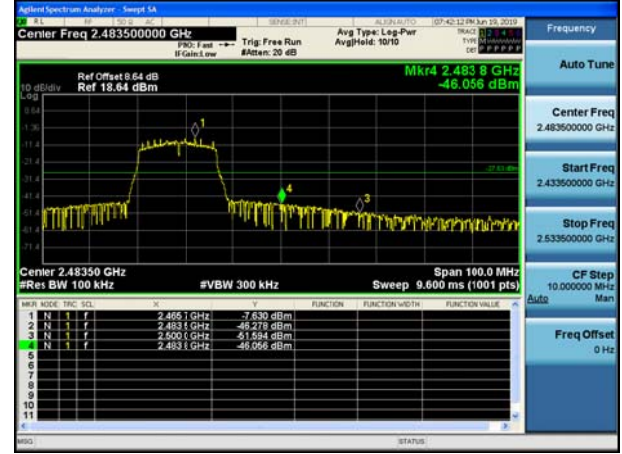 Agilent Spectrum Analyzer - Swept SA
RL RF 50 Ω AC SENSE:INT ALIGN AUTO 07:42:12 PM Jun 19, 2019
Center Freq 2.483500000 GHz
PNO: Fast
IFGain:Low
Trig: Free Run
#Atten: 20 dB
Avg Type: Log-Pwr
Avg|Hold: 10/10
TRACE 1 2 3 4 5 6
TYPE
DET P P P P P P
Frequency
Auto Tune
Center Freq
2.483500000 GHz
Start Freq
2.433500000 GHz
Stop Freq
2.533500000 GHz
CF Step
10.000000 MHz
Auto Man
Freq Offset
0 Hz
Ref Offset 8.64 dB
Ref 18.64 dBm
10 dB/div
Log
Mkr4 2.483 8 GHz
-46.056 dBm
8.64
-1.36
-11.4
-21.4
-31.4
-41.4
-51.4
-61.4
-71.4
1
4
3
Center 2.48350 GHz
#Res BW 100 kHz
#VBW 300 kHz
Span 100.0 MHz
Sweep 9.600 ms (1001 pts)
MKR MODE TRC SCL X Y FUNCTION FUNCTION WIDTH FUNCTION VALUE
1 N 1 f 2.465 7 GHz -7.630 dBm
2 N 1 f 2.483 5 GHz -46.278 dBm
3 N 1 f 2.500 0 GHz -51.594 dBm
4 N 1 f 2.483 8 GHz -46.056 dBm
5
6
7
8
9
10
11
MSG STATUS